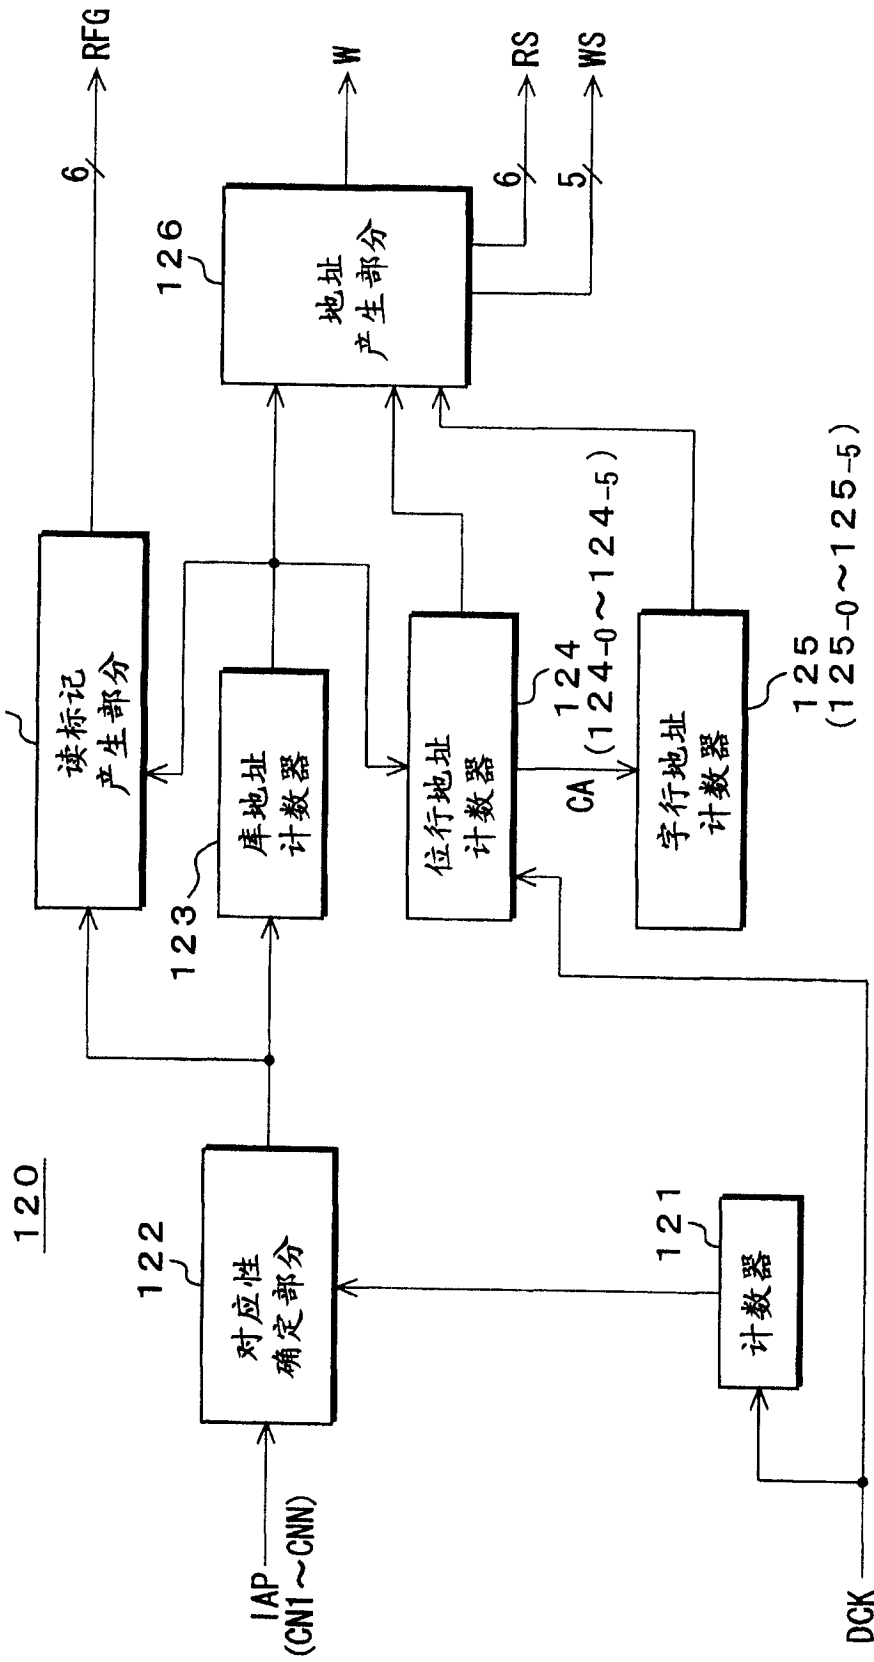 120
IAP
(CN1～CNN)
DCK
122
对应性
确定部分
121
计数器
读标记
产生部分
123
库地址
计数器
位行地址
计数器
124
(124-0～124-5)
CA
字行地址
计数器
125
(125-0～125-5)
126
地址
产生部分
6
RFG
W
6
RS
5
WS